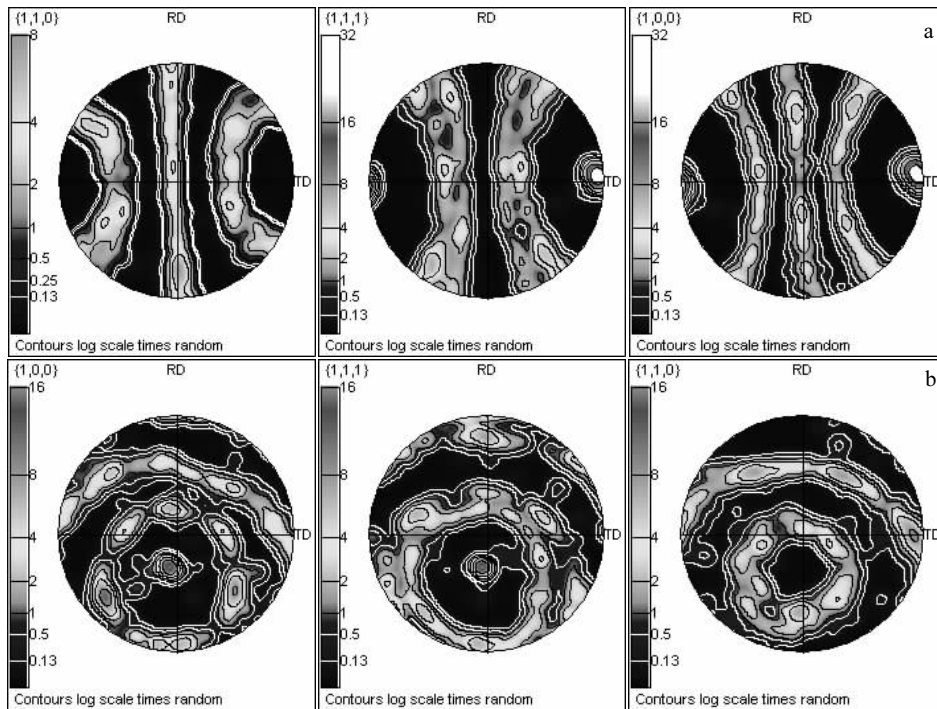 {1,1,0} RD
8
4
2
1
0.5
0.25
0.13
TD
Contours log scale times random
{1,1,1} RD
32
16
8
4
2
1
0.5
0.13
TD
Contours log scale times random
{1,0,0} RD a
32
16
8
4
2
1
0.5
0.13
TD
Contours log scale times random
{1,0,0} RD
16
8
4
2
1
0.5
0.13
TD
Contours log scale times random
{1,1,1} RD
16
8
4
2
1
0.5
0.13
TD
Contours log scale times random
{1,1,0} RD b
16
8
4
2
1
0.5
0.13
TD
Contours log scale times random